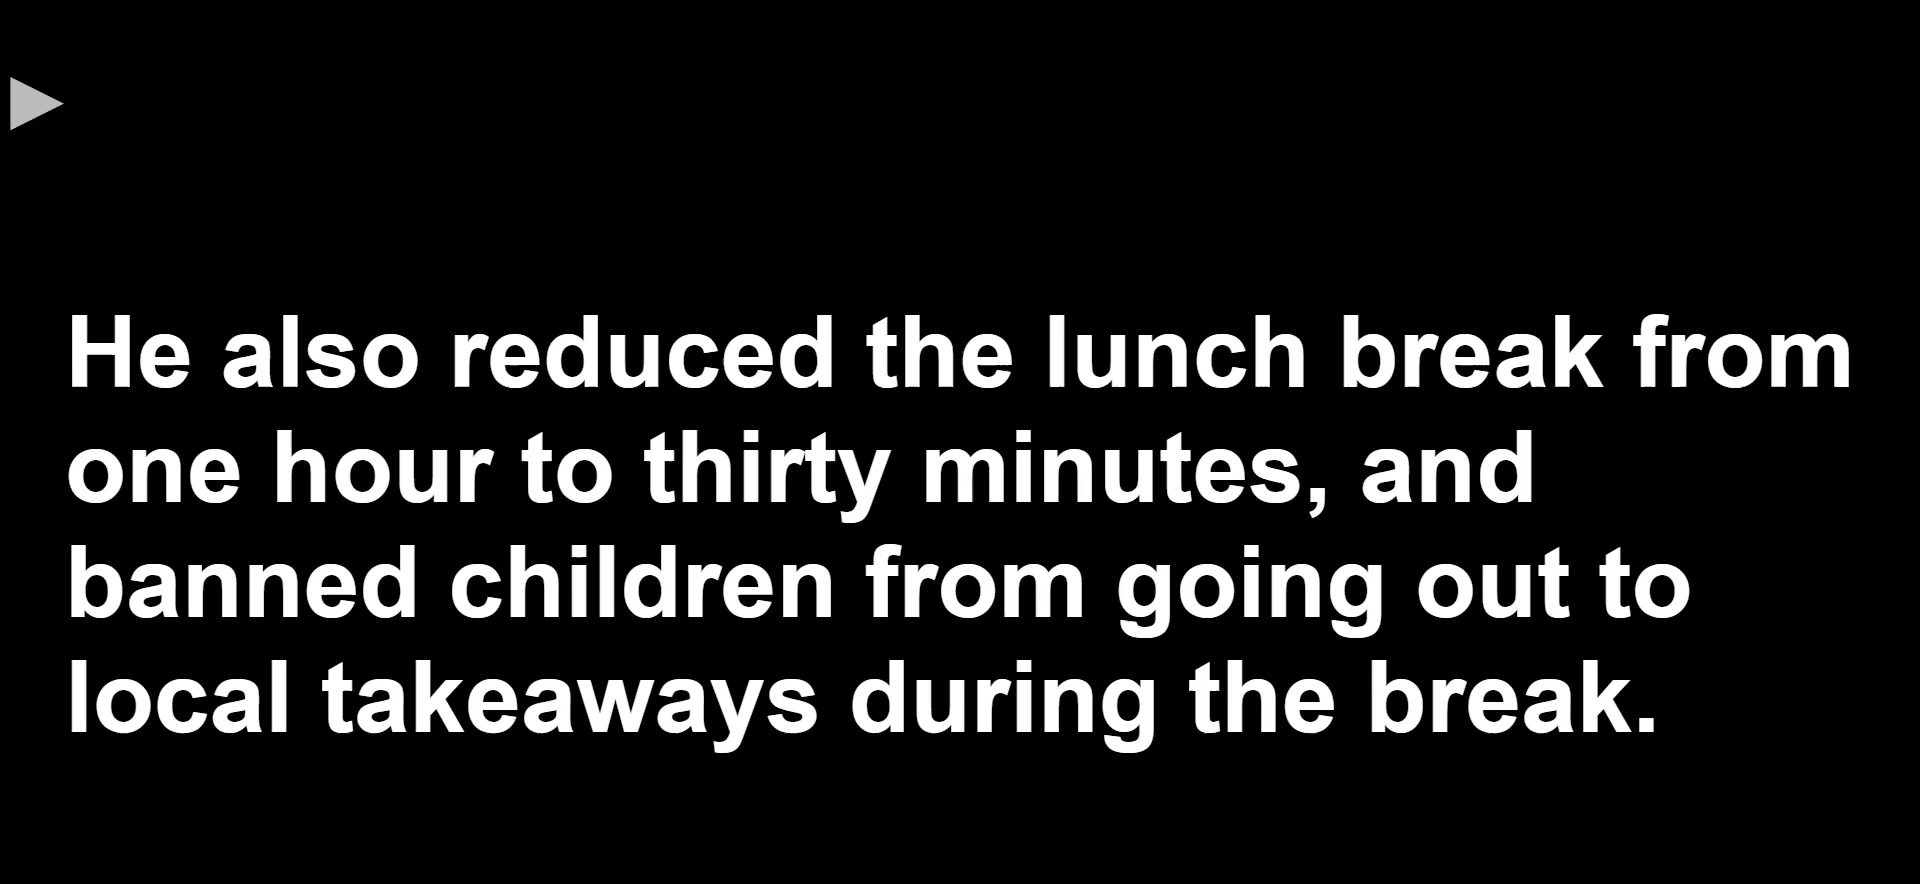 He also reduced the lunch break from
one hour to thirty minutes, and
banned children from going out to
local takeaways during the break.